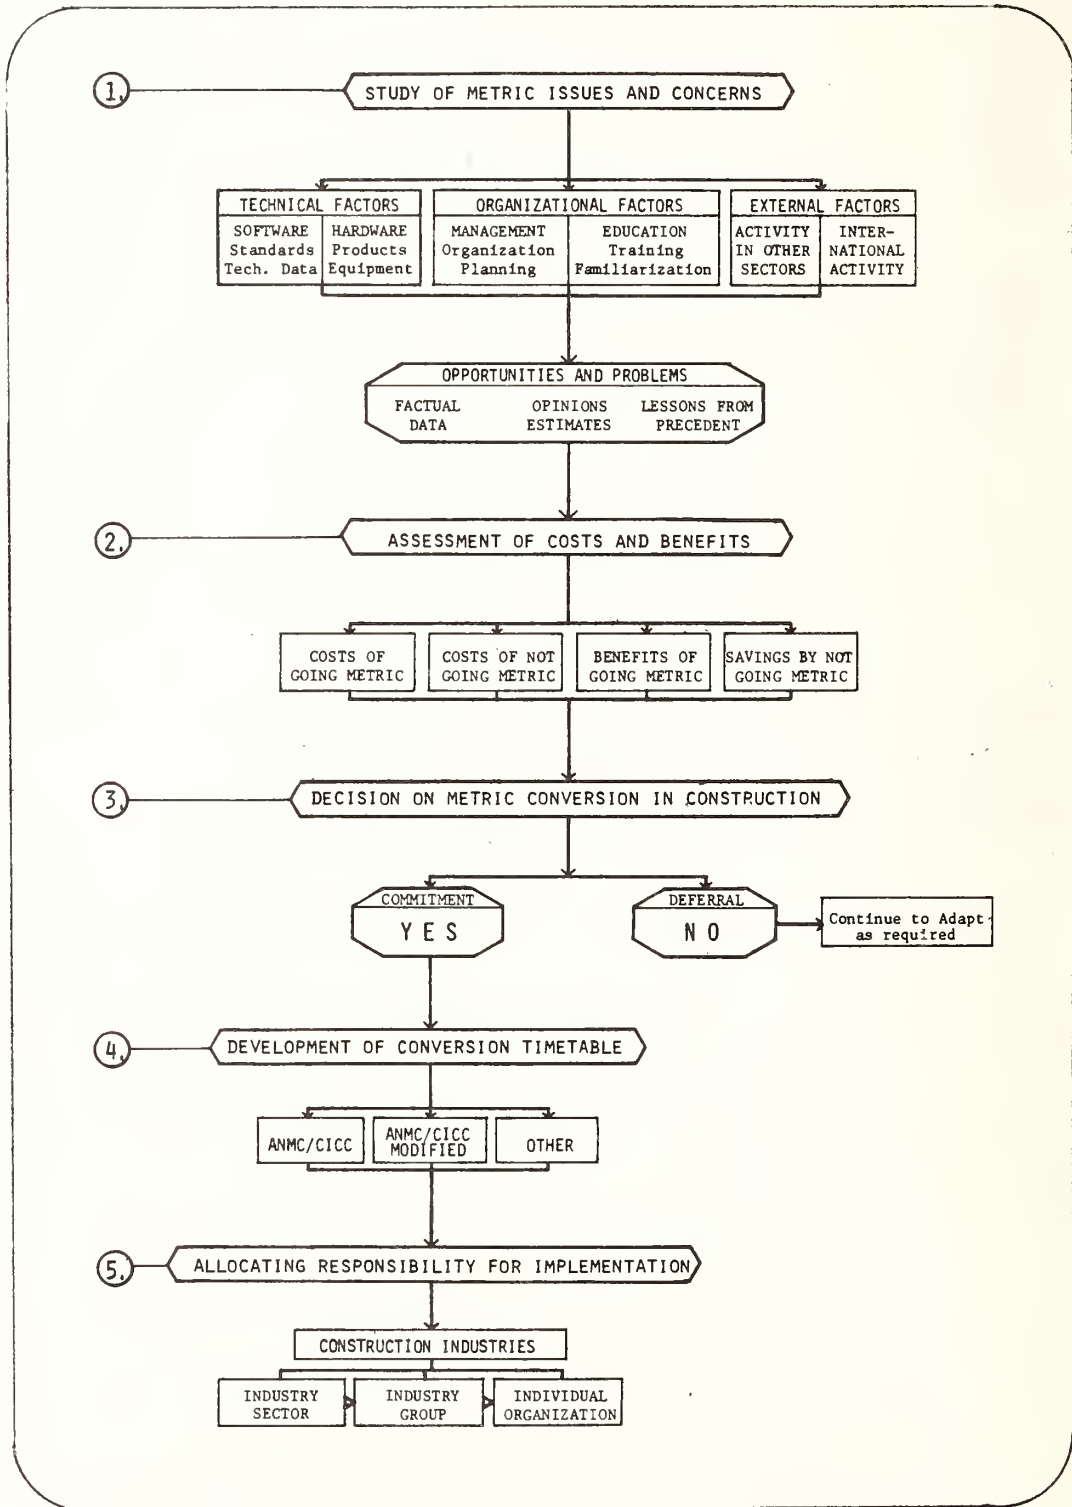 1.
STUDY OF METRIC ISSUES AND CONCERNS
TECHNICAL FACTORS
SOFTWARE
Standards
Tech. Data
HARDWARE
Products
Equipment
ORGANIZATIONAL FACTORS
MANAGEMENT
Organization
Planning
EDUCATION
Training
Familiarization
EXTERNAL FACTORS
ACTIVITY
IN OTHER
SECTORS
INTER-
NATIONAL
ACTIVITY
OPPORTUNITIES AND PROBLEMS
FACTUAL
DATA
OPINIONS
ESTIMATES
LESSONS FROM
PRECEDENT
2.
ASSESSMENT OF COSTS AND BENEFITS
COSTS OF
GOING METRIC
COSTS OF NOT
GOING METRIC
BENEFITS OF
GOING METRIC
SAVINGS BY NOT
GOING METRIC
3.
DECISION ON METRIC CONVERSION IN CONSTRUCTION
COMMITMENT
YES
DEFERRAL
NO
Continue to Adapt
as required
4.
DEVELOPMENT OF CONVERSION TIMETABLE
ANMC/CICC
ANMC/CICC
MODIFIED
OTHER
5.
ALLOCATING RESPONSIBILITY FOR IMPLEMENTATION
CONSTRUCTION INDUSTRIES
INDUSTRY
SECTOR
INDUSTRY
GROUP
INDIVIDUAL
ORGANIZATION